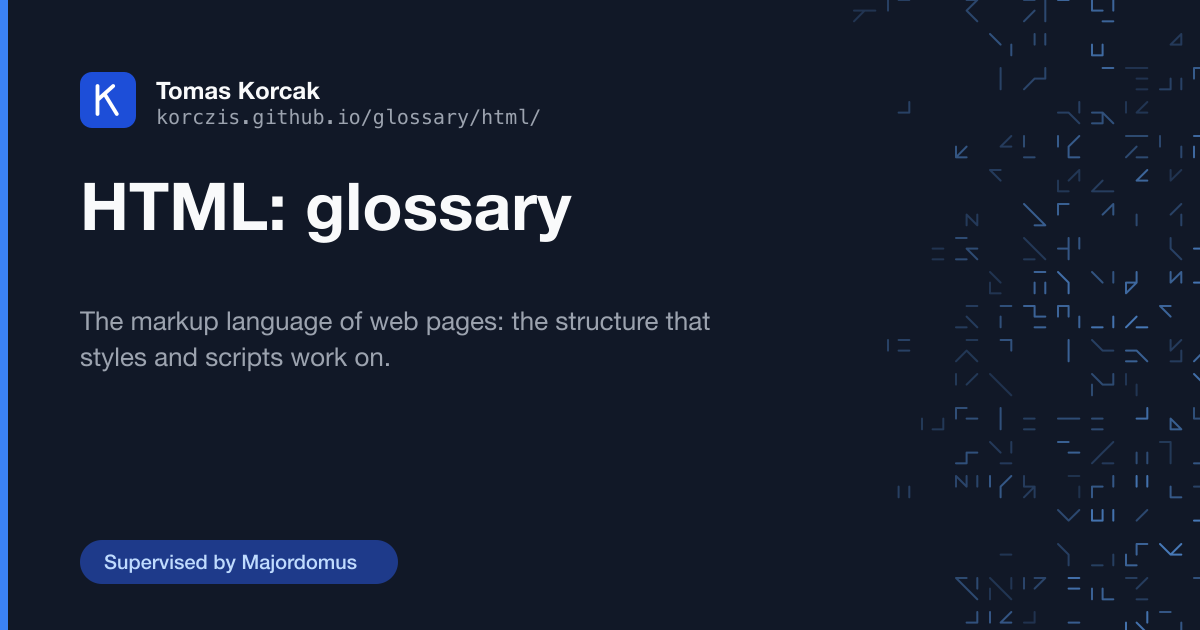 K
Tomas Korcak
korczis.github.io/glossary/html/
HTML: glossary
The markup language of web pages: the structure that
styles and scripts work on.
Supervised by Majordomus